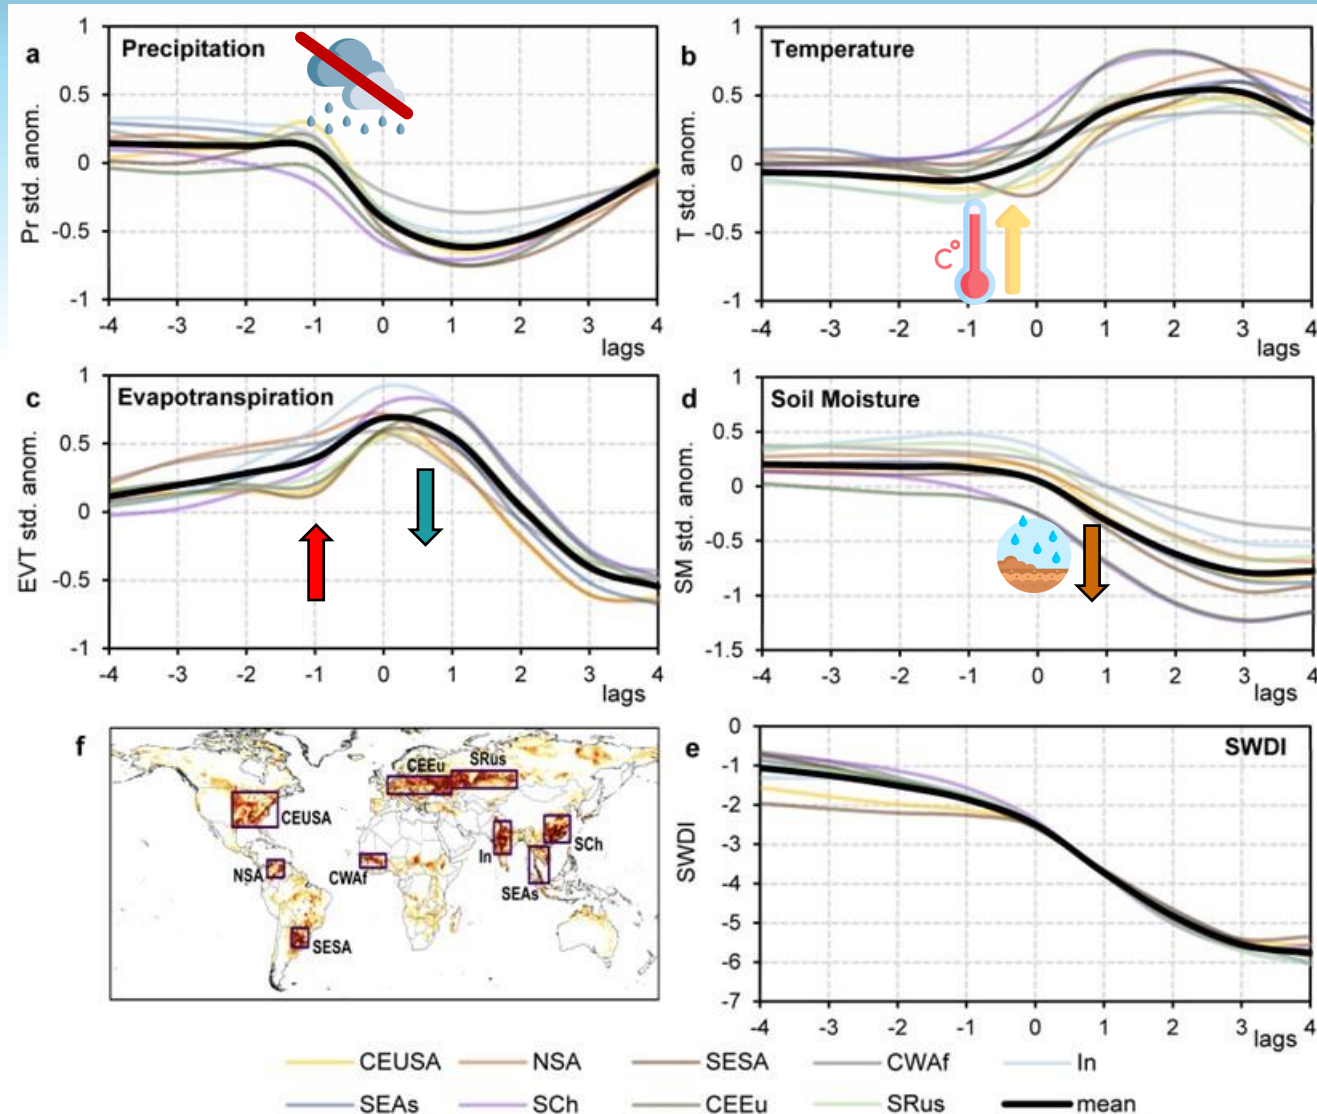 a Precipitation
1
0.5
0
-0.5
-1
Pr std. anom.
-4 -3 -2 -1 0 1 2 3 4
lags
b Temperature
1
0.5
0
-0.5
-1
T std. anom.
C°
-4 -3 -2 -1 0 1 2 3 4
lags
c Evapotranspiration
1
0.5
0
-0.5
-1
EVT std. anom.
-4 -3 -2 -1 0 1 2 3 4
lags
d Soil Moisture
1
0.5
0
-0.5
-1
-1.5
SM std. anom.
-4 -3 -2 -1 0 1 2 3 4
lags
f
CEEu SRus
CEUSA
SCh
In
NSA CWAf
SEAs
SESA
e SWDI
0
-1
-2
-3
-4
-5
-6
-7
SWDI
-4 -3 -2 -1 0 1 2 3 4
lags
CEUSA NSA SESA CWAf In
SEAs SCh CEEu SRus mean